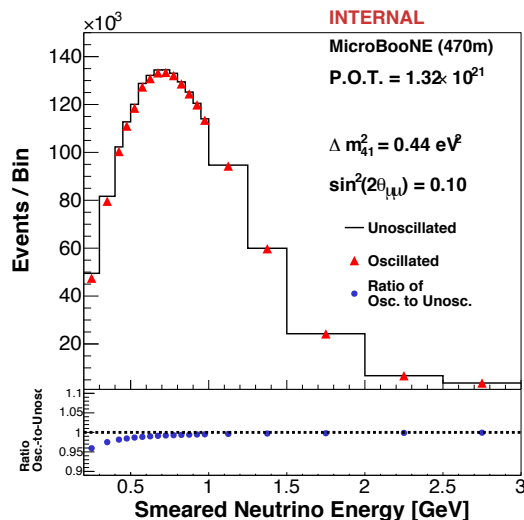 ×10³
INTERNAL
MicroBooNE (470m)
P.O.T. = 1.32× 10²¹
Δ m²₄₁ = 0.44 eV²
sin²(2θ_μμ) = 0.10
Unoscillated
Oscillated
Ratio of
Osc. to Unosc.
Events / Bin
140
120
100
80
60
40
20
Ratio
Osc.-to-Unosc
1.1
1.05
1
0.95
0.9
0.5
1
1.5
2
2.5
3
Smeared Neutrino Energy [GeV]